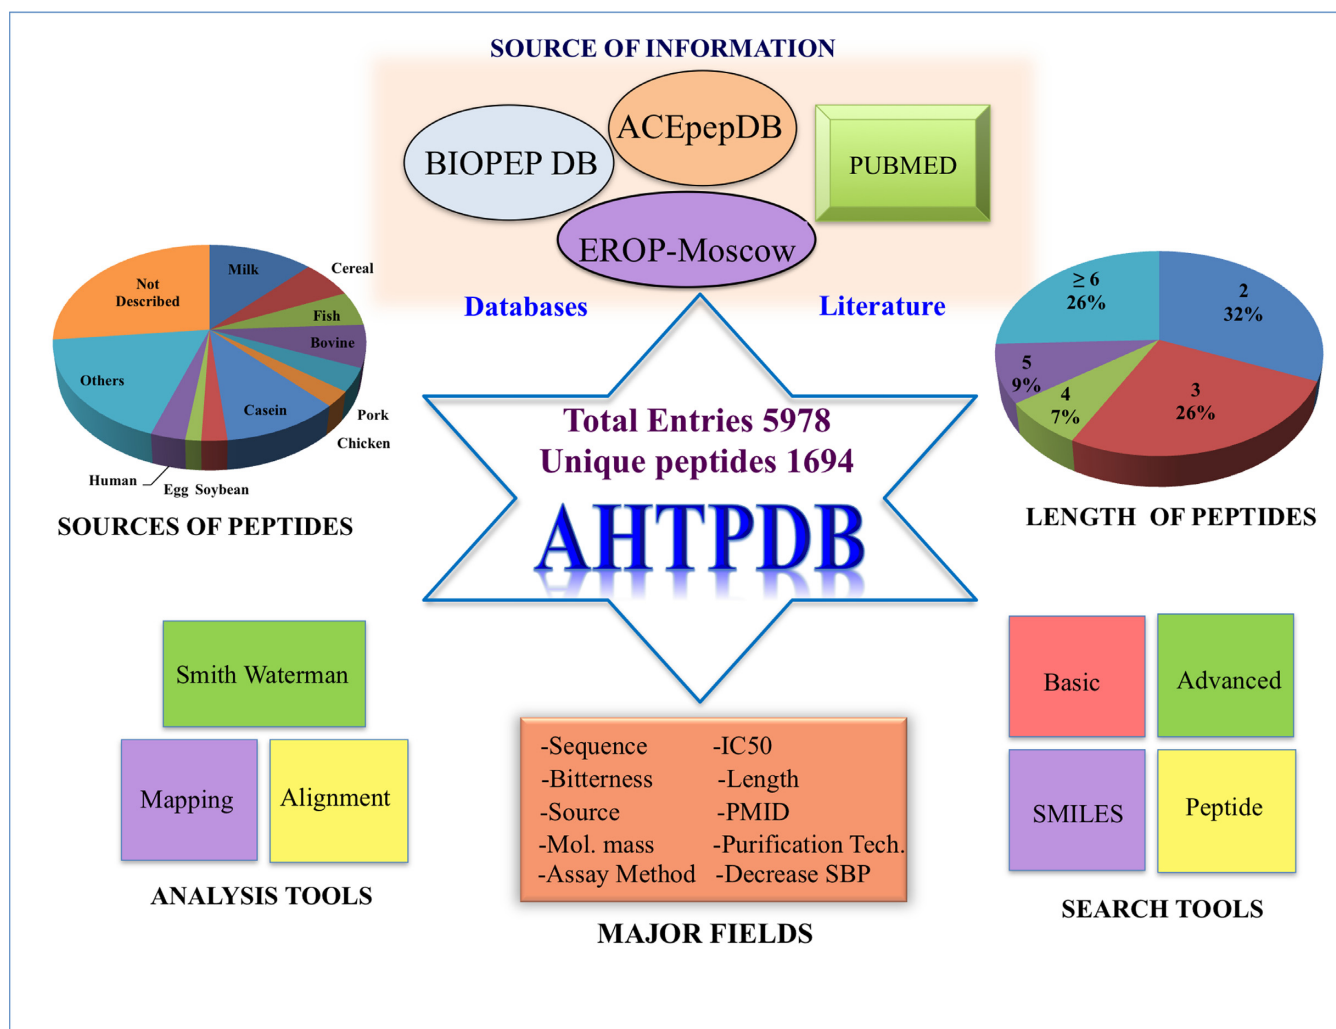 SOURCE OF INFORMATION
BIOPEP DB
ACEpepDB
PUBMED
EROP-Moscow
Databases
Literature
Not
Described
Milk
Cereal
Fish
Bovine
Pork
Chicken
Casein
Soybean
Egg
Human
Others
SOURCES OF PEPTIDES
≥ 6
26%
2
32%
5
9%
4
7%
3
26%
LENGTH OF PEPTIDES
Total Entries 5978
Unique peptides 1694
AHTPDB
Smith Waterman
Mapping
Alignment
ANALYSIS TOOLS
-Sequence
-IC50
-Bitterness
-Length
-Source
-PMID
-Mol. mass
-Purification Tech.
-Assay Method
-Decrease SBP
MAJOR FIELDS
Basic
Advanced
SMILES
Peptide
SEARCH TOOLS